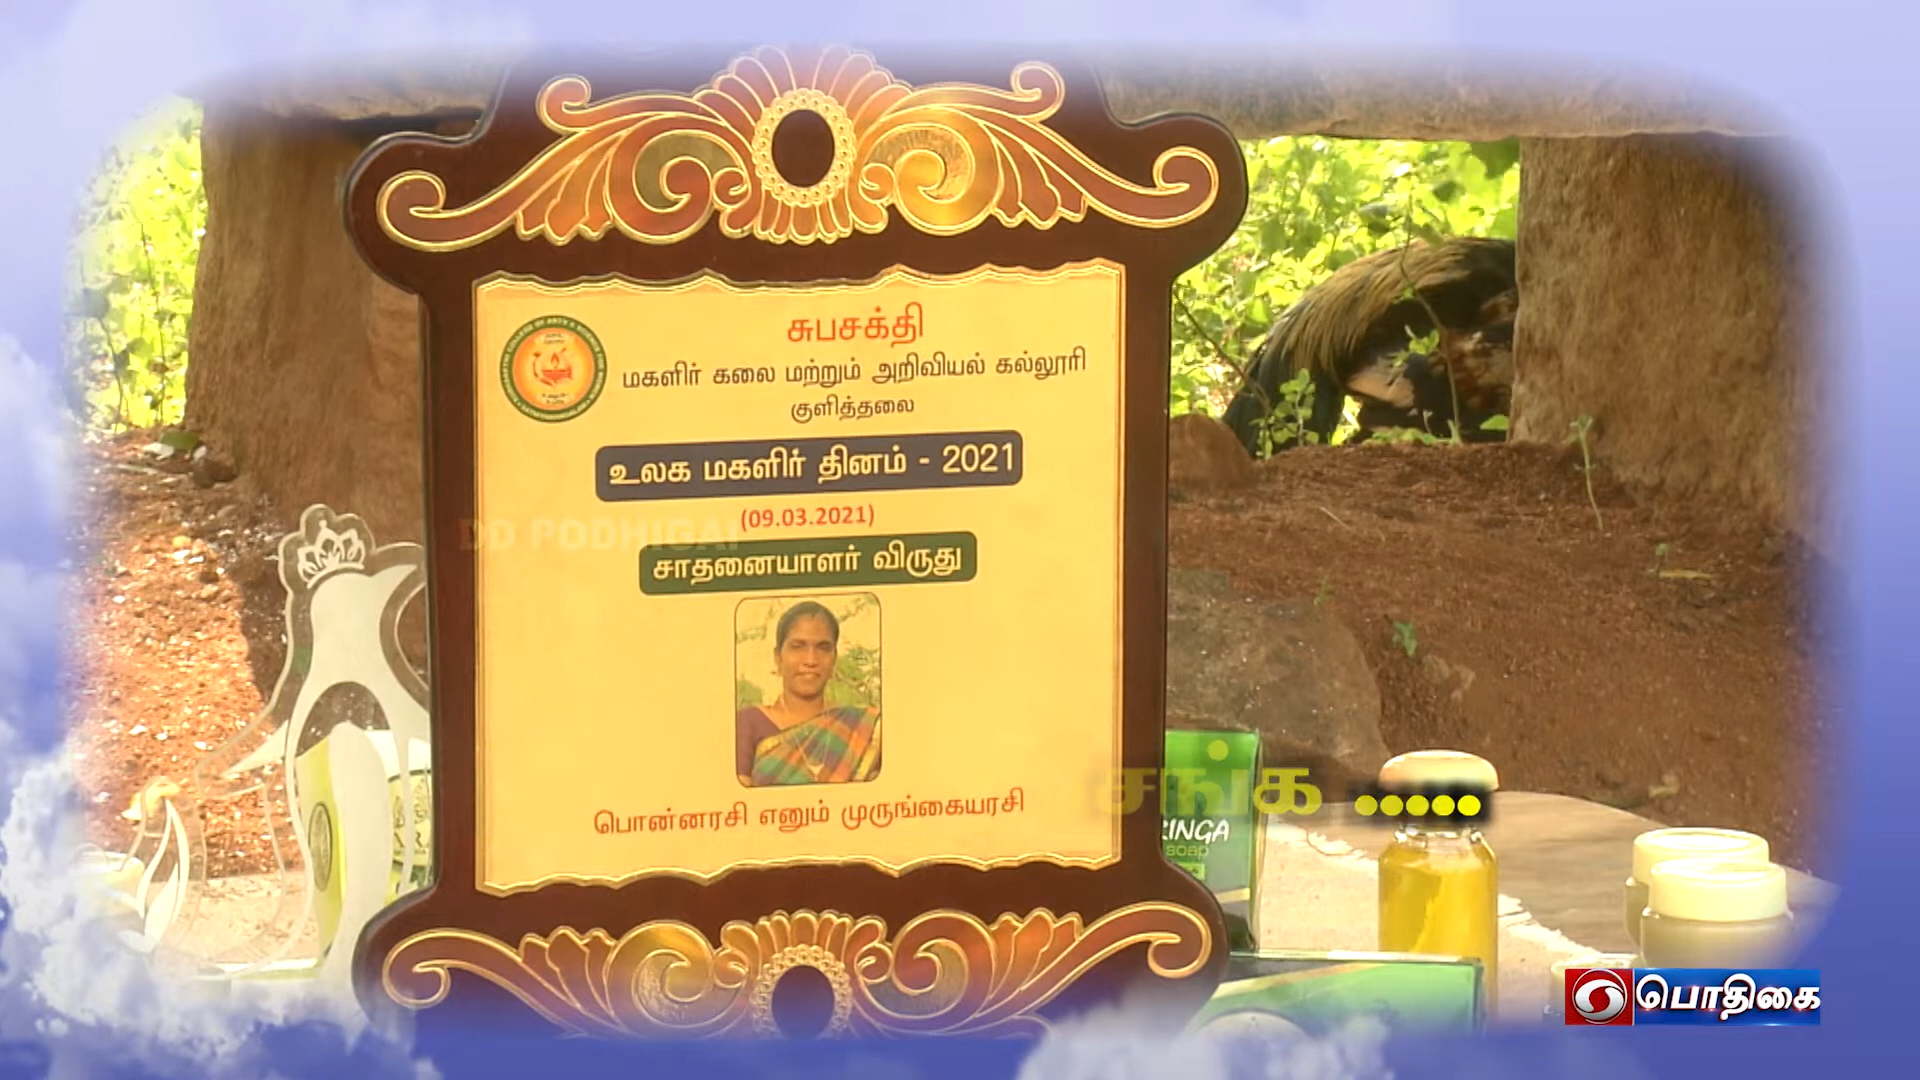 சுபசக்தி
மகளிர் கலை மற்றும் அறிவியல் கல்லூரி
குளித்தலை
உலக மகளிர் தினம் - 2021
(09.03.2021)
DD PODHIGAI
சாதனையாளர் விருது
பொன்னரசி எனும் முருங்கையரசி
சங்க .....
RINGA
soap
பொதிகை